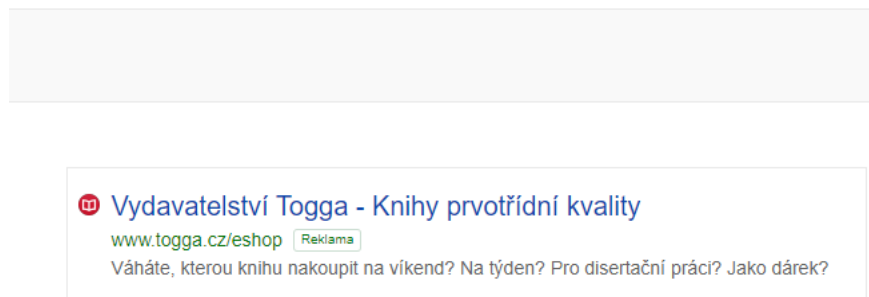 Vydavatelství Togga - Knihy prvotřídní kvality
www.togga.cz/eshop Reklama
Váháte, kterou knihu nakoupit na víkend? Na týden? Pro disertační práci? Jako dárek?